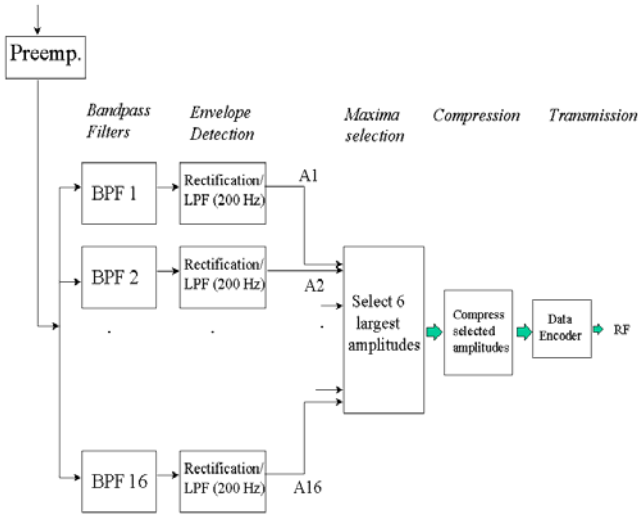 Preemp.
Bandpass
Filters
Envelope
Detection
Maxima
selection
Compression
Transmission
BPF 1
Rectification/
LPF (200 Hz)
A1
BPF 2
Rectification/
LPF (200 Hz)
A2
Select 6
largest
amplitudes
Compress
selected
amplitudes
Data
Encoder
RF
BPF 16
Rectification/
LPF (200 Hz)
A16